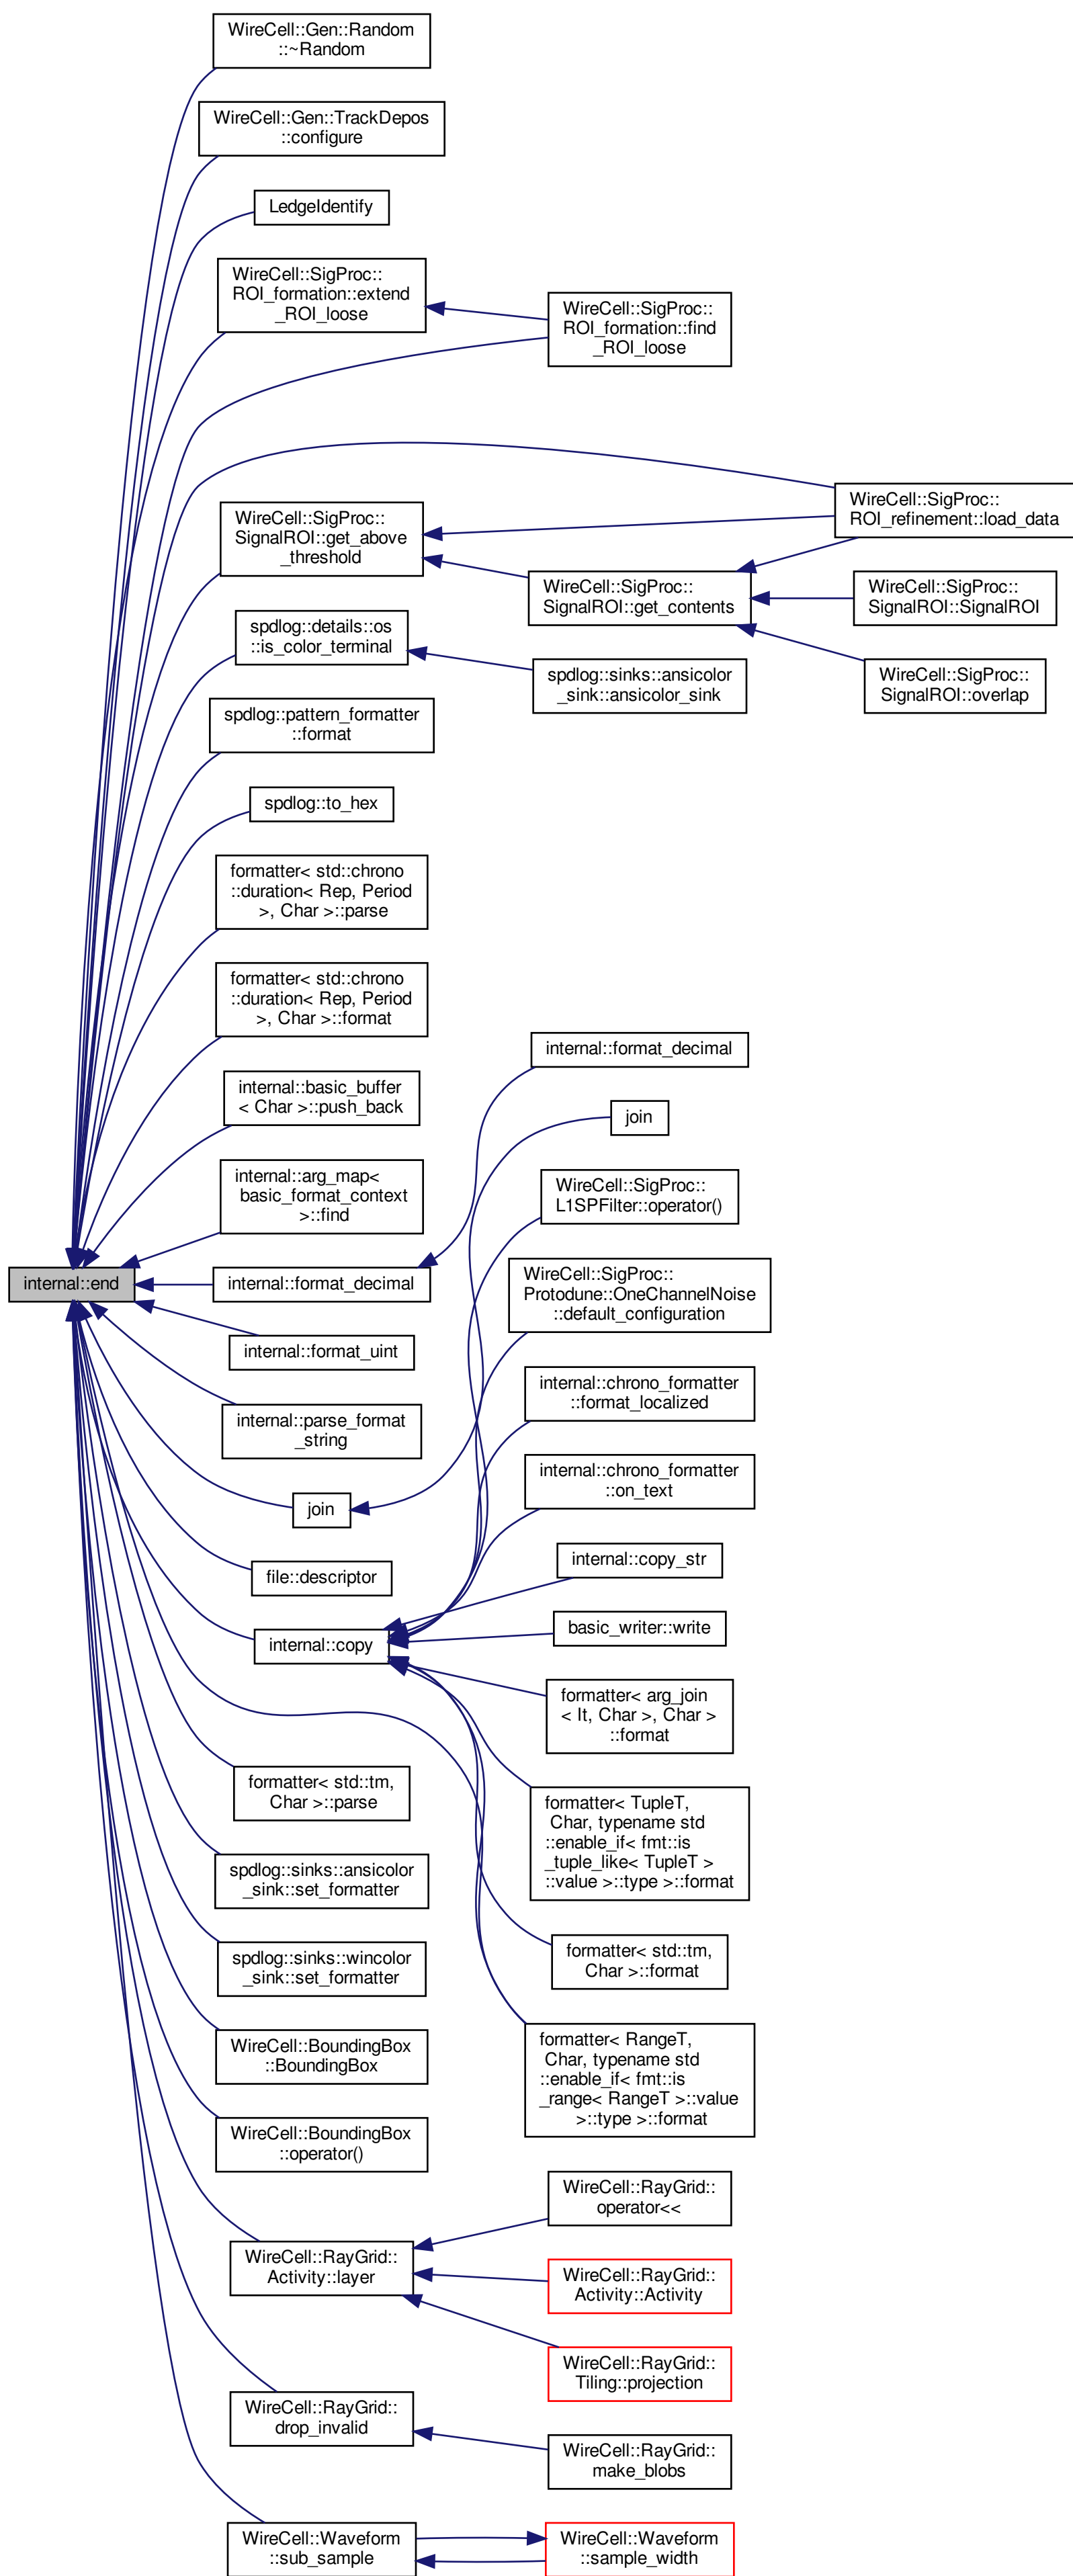 WireCell::Gen::Random
::~Random
WireCell::Gen::TrackDepos
::configure
LedgeIdentify
WireCell::SigProc::
ROI_formation::extend
_ROI_loose
WireCell::SigProc::
ROI_formation::find
_ROI_loose
WireCell::SigProc::
ROI_refinement::load_data
WireCell::SigProc::
SignalROI::get_above
_threshold
WireCell::SigProc::
SignalROI::get_contents
WireCell::SigProc::
SignalROI::SignalROI
WireCell::SigProc::
SignalROI::overlap
spdlog::details::os
::is_color_terminal
spdlog::sinks::ansicolor
_sink::ansicolor_sink
spdlog::pattern_formatter
::format
spdlog::to_hex
formatter< std::chrono
::duration< Rep, Period
>, Char >::parse
formatter< std::chrono
::duration< Rep, Period
>, Char >::format
internal::basic_buffer
< Char >::push_back
internal::arg_map<
basic_format_context
>::find
internal::end
internal::format_decimal
internal::format_decimal
internal::format_uint
internal::parse_format
_string
join
join
file::descriptor
internal::copy
WireCell::SigProc::
L1SPFilter::operator()
WireCell::SigProc::
Protodune::OneChannelNoise
::default_configuration
internal::chrono_formatter
::format_localized
internal::chrono_formatter
::on_text
internal::copy_str
basic_writer::write
formatter< arg_join
< It, Char >, Char >
::format
formatter< TupleT,
Char, typename std
::enable_if< fmt::is
_tuple_like< TupleT >
::value >::type >::format
formatter< std::tm,
Char >::format
formatter< RangeT,
Char, typename std
::enable_if< fmt::is
_range< RangeT >::value
>::type >::format
formatter< std::tm,
Char >::parse
spdlog::sinks::ansicolor
_sink::set_formatter
spdlog::sinks::wincolor
_sink::set_formatter
WireCell::BoundingBox
::BoundingBox
WireCell::BoundingBox
::operator()
WireCell::RayGrid::
Activity::layer
WireCell::RayGrid::
operator<<
WireCell::RayGrid::
Activity::Activity
WireCell::RayGrid::
Tiling::projection
WireCell::RayGrid::
drop_invalid
WireCell::RayGrid::
make_blobs
WireCell::Waveform
::sub_sample
WireCell::Waveform
::sample_width